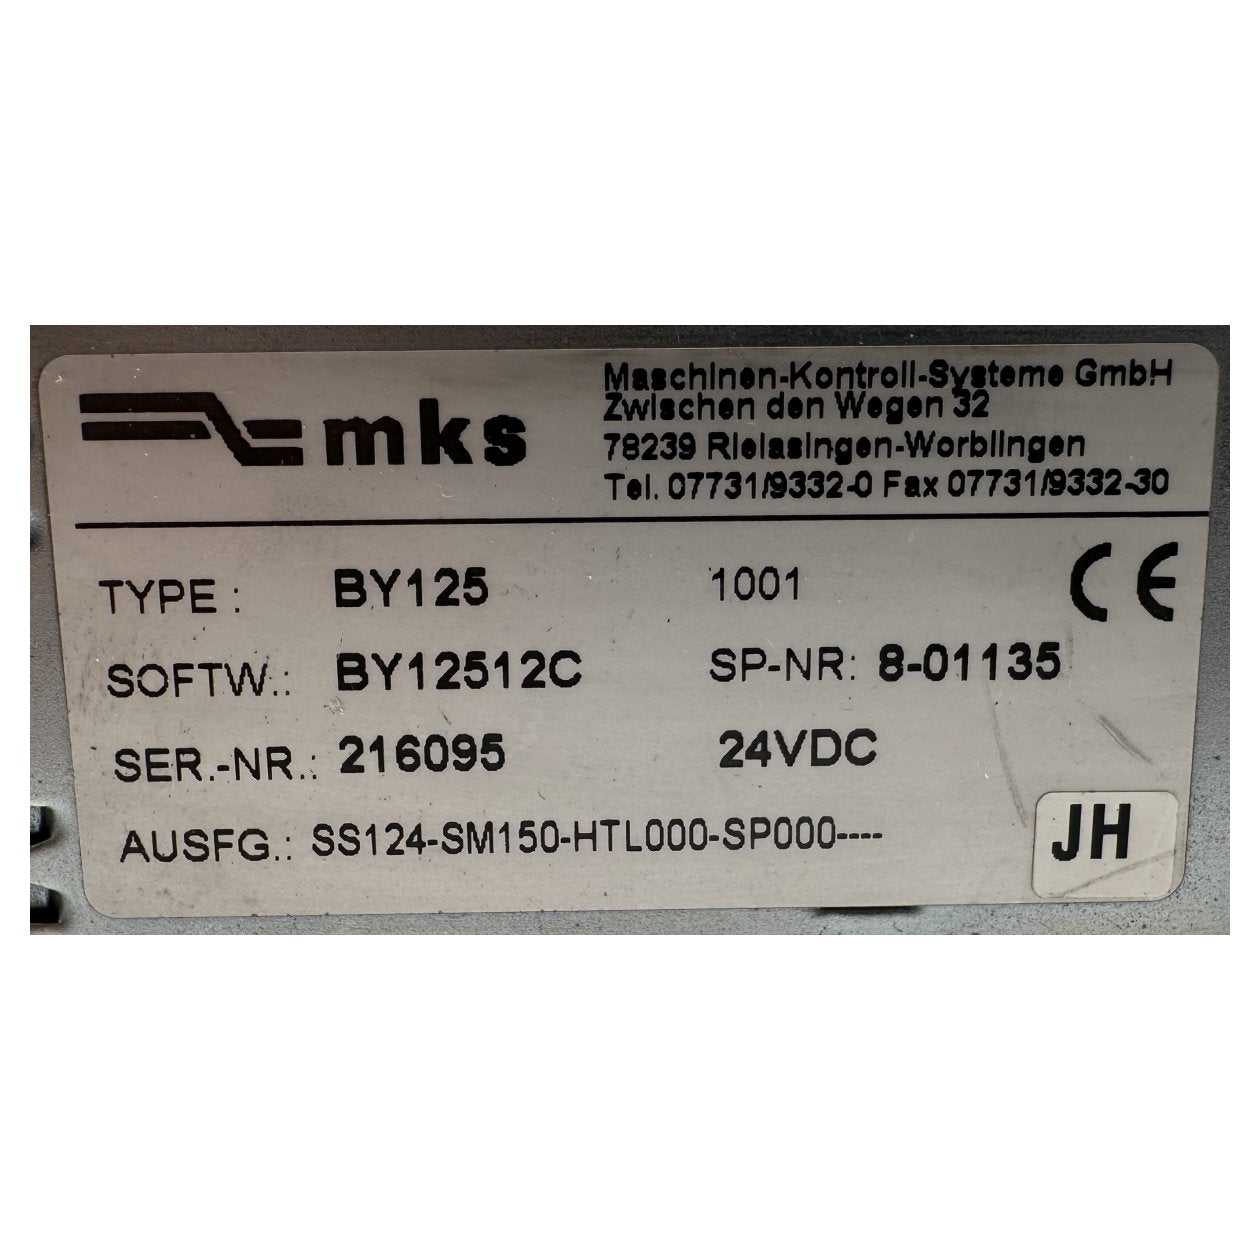 mks
Maschinen-Kontroll-Systeme GmbH
Zwischen den Wegen 32
78239 Rielasingen-Worblingen
Tel. 07731/9332-0 Fax 07731/9332-30
TYPE : BY125 1001 CE
SOFTW.: BY12512C SP-NR: 8-01135
SER.-NR.: 216095 24VDC
AUSFG.: SS124-SM150-HTL000-SP000----
JH